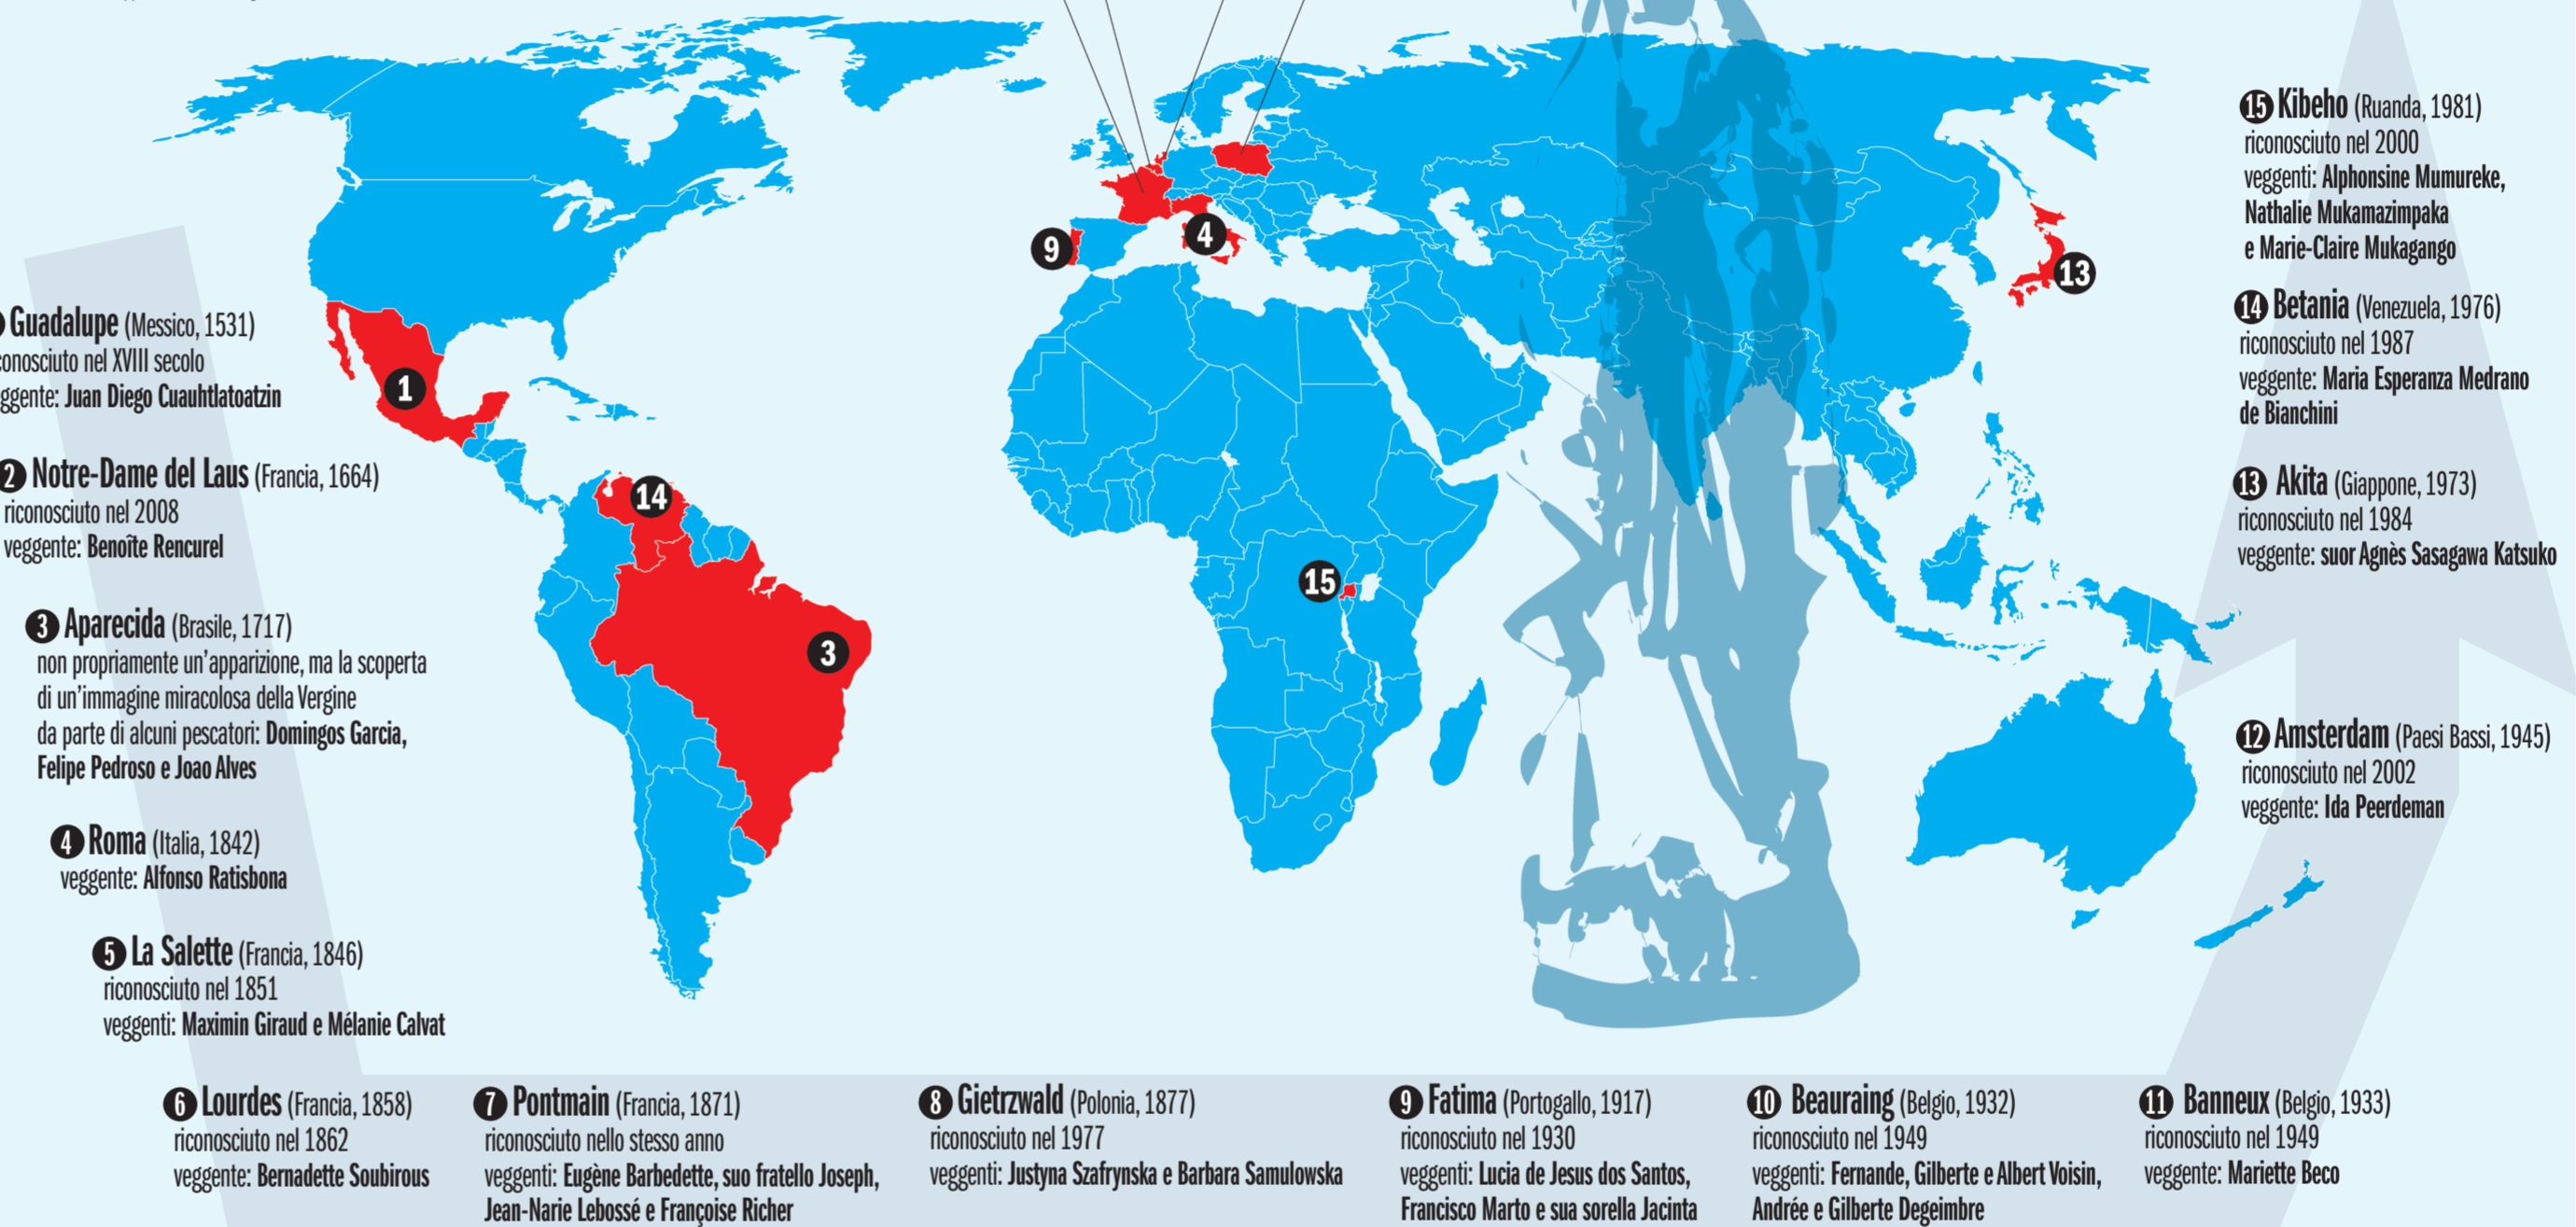 Guadalupe (Messico, 1531)
conosciuto nel XVIII secolo
ggente: Juan Diego Cuauhtlatoatzin
2 Notre-Dame del Laus (Francia, 1664)
riconosciuto nel 2008
veggente: Benoîte Rencurel
3 Aparecida (Brasile, 1717)
non propriamente un'apparizione, ma la scoperta
di un'immagine miracolosa della Vergine
da parte di alcuni pescatori: Domingos Garcia,
Felipe Pedroso e Joao Alves
4 Roma (Italia, 1842)
veggente: Alfonso Ratisbona
5 La Salette (Francia, 1846)
riconosciuto nel 1851
veggenti: Maximin Giraud e Mélanie Calvat
6 Lourdes (Francia, 1858)
riconosciuto nel 1862
veggente: Bernadette Soubirous
7 Pontmain (Francia, 1871)
riconosciuto nello stesso anno
veggenti: Eugène Barbedette, suo fratello Joseph,
Jean-Narie Lebossé e Françoise Richer
8 Gietrzwald (Polonia, 1877)
riconosciuto nel 1977
veggenti: Justyna Szafrynska e Barbara Samulowska
9 Fatima (Portogallo, 1917)
riconosciuto nel 1930
veggenti: Lucia de Jesus dos Santos,
Francisco Marto e sua sorella Jacinta
10 Beauraing (Belgio, 1932)
riconosciuto nel 1949
veggenti: Fernande, Gilberte e Albert Voisin,
Andrée e Gilberte Degeimbre
11 Banneux (Belgio, 1933)
riconosciuto nel 1949
veggente: Mariette Beco
12 Amsterdam (Paesi Bassi, 1945)
riconosciuto nel 2002
veggente: Ida Peerdeman
13 Akita (Giappone, 1973)
riconosciuto nel 1984
veggente: suor Agnès Sasagawa Katsuko
14 Betania (Venezuela, 1976)
riconosciuto nel 1987
veggente: Maria Esperanza Medrano
de Bianchini
15 Kibeho (Ruanda, 1981)
riconosciuto nel 2000
veggenti: Alphonsine Mumureke,
Nathalie Mukamazimpaka
e Marie-Claire Mukagango
1
14
3
9
4
15
13